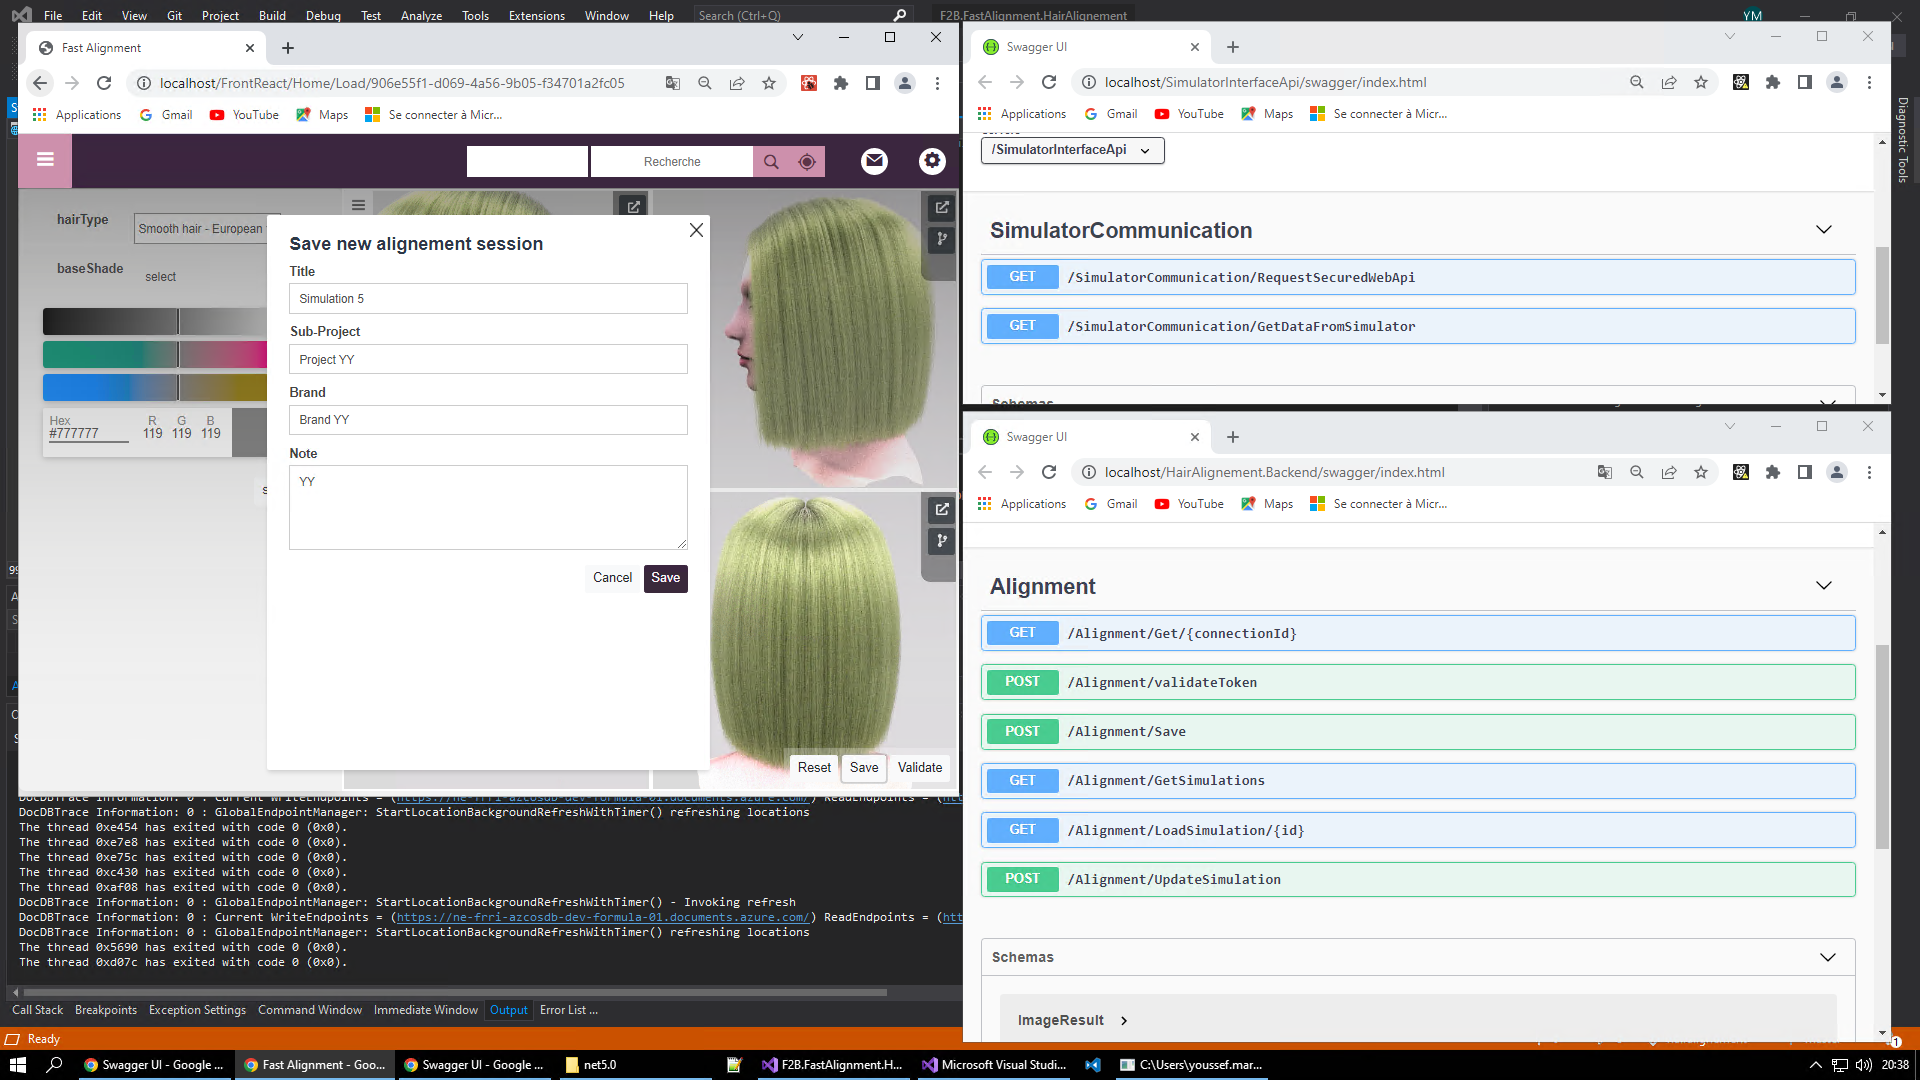 File Edit View Git Project Build Debug Test Analyze Tools Extensions Window Help Search (Ctrl+Q) F2B.FastAlignment.HairAlignement YM
Fast Alignment
localhost/FrontReact/Home/Load/906e55f1-d069-4a56-9b05-f34701a2fc05
Applications Gmail YouTube Maps Se connecter à Micr...
Recherche
hairType
Smooth hair - European
baseShade
select
Hex
#777777
R G B
119 119 119
Save new alignement session
Title
Simulation 5
Sub-Project
Project YY
Brand
Brand YY
Note
YY
Cancel Save
Reset Save Validate
Swagger UI
localhost/SimulatorInterfaceApi/swagger/index.html
Applications Gmail YouTube Maps Se connecter à Micr...
/SimulatorInterfaceApi
SimulatorCommunication
GET /SimulatorCommunication/RequestSecuredWebApi
GET /SimulatorCommunication/GetDataFromSimulator
Schemas
Diagnostic Tools
Swagger UI
localhost/HairAlignement.Backend/swagger/index.html
Applications Gmail YouTube Maps Se connecter à Micr...
Alignment
GET /Alignment/Get/{connectionId}
POST /Alignment/validateToken
POST /Alignment/Save
GET /Alignment/GetSimulations
GET /Alignment/LoadSimulation/{id}
POST /Alignment/UpdateSimulation
Schemas
ImageResult
DocDBTrace Information: 0 : Current WriteEndpoints = (https://ne-frri-azcosdb-dev-formula-01.documents.azure.com/) ReadEndpoints = (htt
DocDBTrace Information: 0 : GlobalEndpointManager: StartLocationBackgroundRefreshWithTimer() refreshing locations
The thread 0xe454 has exited with code 0 (0x0).
The thread 0xe7e8 has exited with code 0 (0x0).
The thread 0xe75c has exited with code 0 (0x0).
The thread 0xc430 has exited with code 0 (0x0).
The thread 0xaf08 has exited with code 0 (0x0).
DocDBTrace Information: 0 : GlobalEndpointManager: StartLocationBackgroundRefreshWithTimer() - Invoking refresh
DocDBTrace Information: 0 : Current WriteEndpoints = (https://ne-frri-azcosdb-dev-formula-01.documents.azure.com/) ReadEndpoints = (htt
DocDBTrace Information: 0 : GlobalEndpointManager: StartLocationBackgroundRefreshWithTimer() refreshing locations
The thread 0x5690 has exited with code 0 (0x0).
The thread 0xd07c has exited with code 0 (0x0).
Call Stack Breakpoints Exception Settings Command Window Immediate Window Output Error List ...
Ready
1
Swagger UI - Google ... Fast Alignment - Goo... Swagger UI - Google ... net5.0 F2B.FastAlignment.H... Microsoft Visual Studi... C:\Users\youssef.mar... 20:38